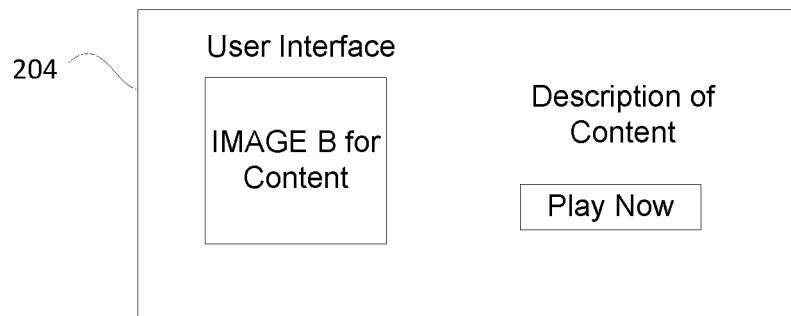 User Interface
204
IMAGE B for
Content
Description of
Content
Play Now